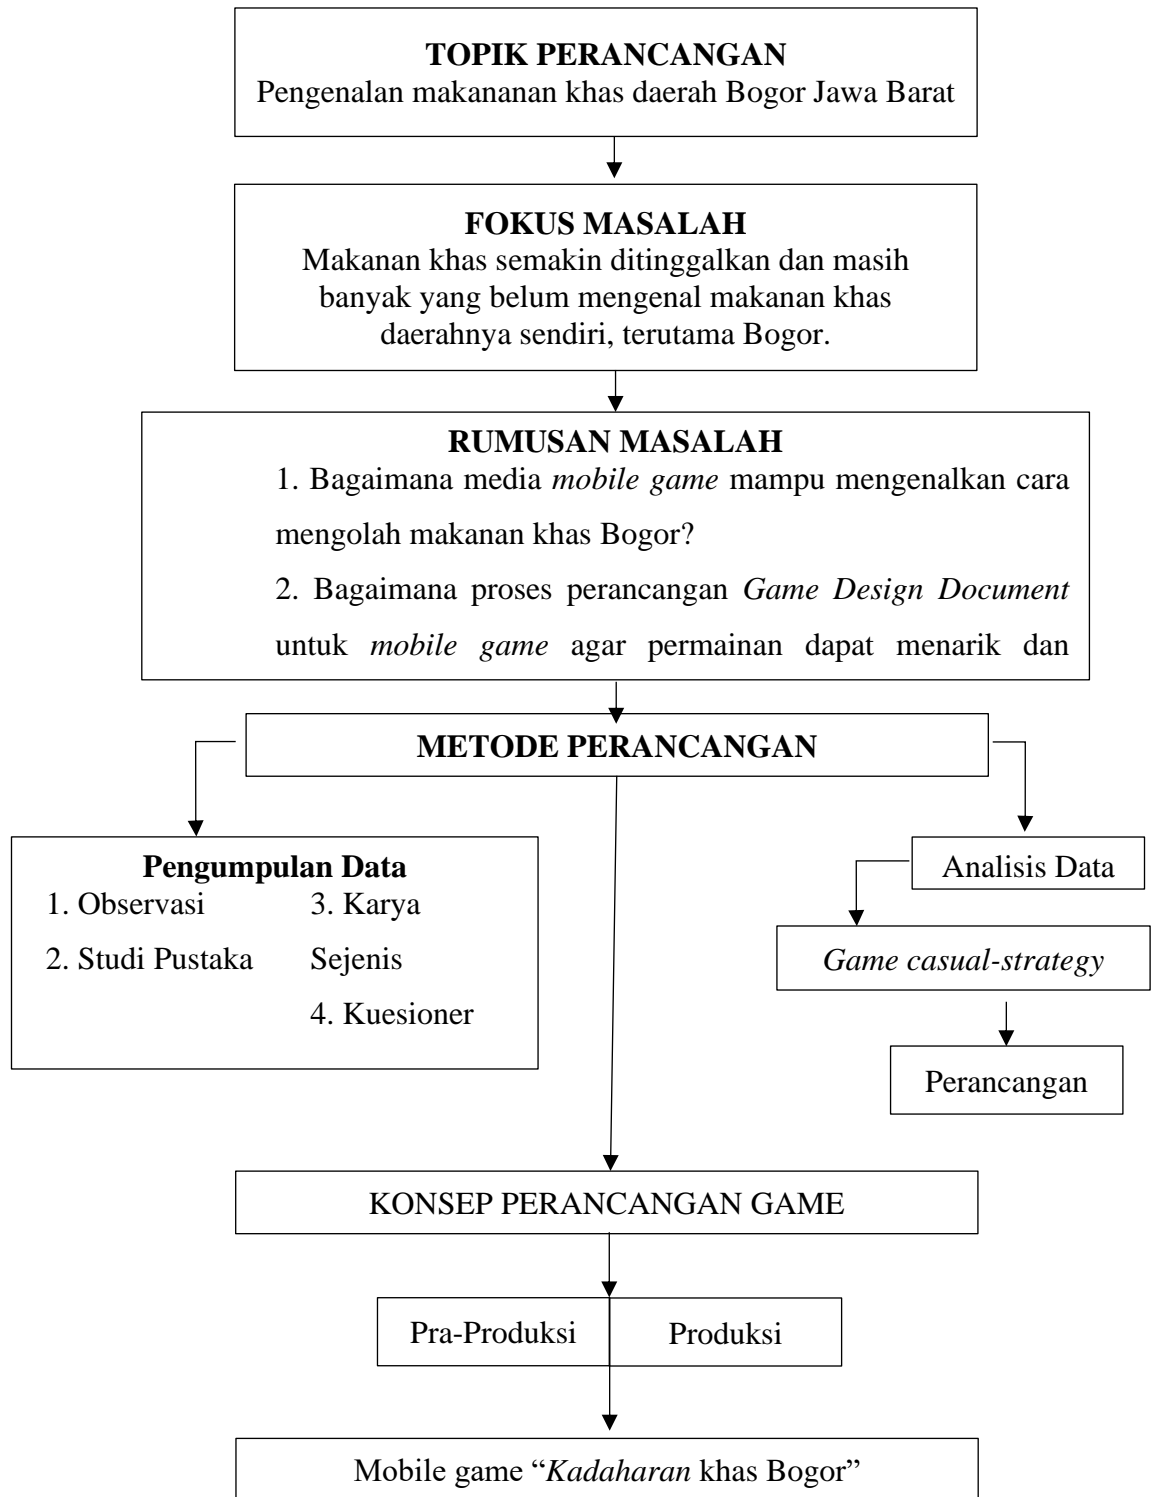 TOPIK PERANCANGAN
Pengenalan makananan khas daerah Bogor Jawa Barat
FOKUS MASALAH
Makanan khas semakin ditinggalkan dan masih
banyak yang belum mengenal makanan khas
daerahnya sendiri, terutama Bogor.
RUMUSAN MASALAH
1. Bagaimana media mobile game mampu mengenalkan cara
mengolah makanan khas Bogor?
2. Bagaimana proses perancangan Game Design Document
untuk mobile game agar permainan dapat menarik dan
METODE PERANCANGAN
Pengumpulan Data
1. Observasi
2. Studi Pustaka
3. Karya
Sejenis
4. Kuesioner
Analisis Data
Game casual-strategy
Perancangan
KONSEP PERANCANGAN GAME
Pra-Produksi
Produksi
Mobile game “Kadaharan khas Bogor”